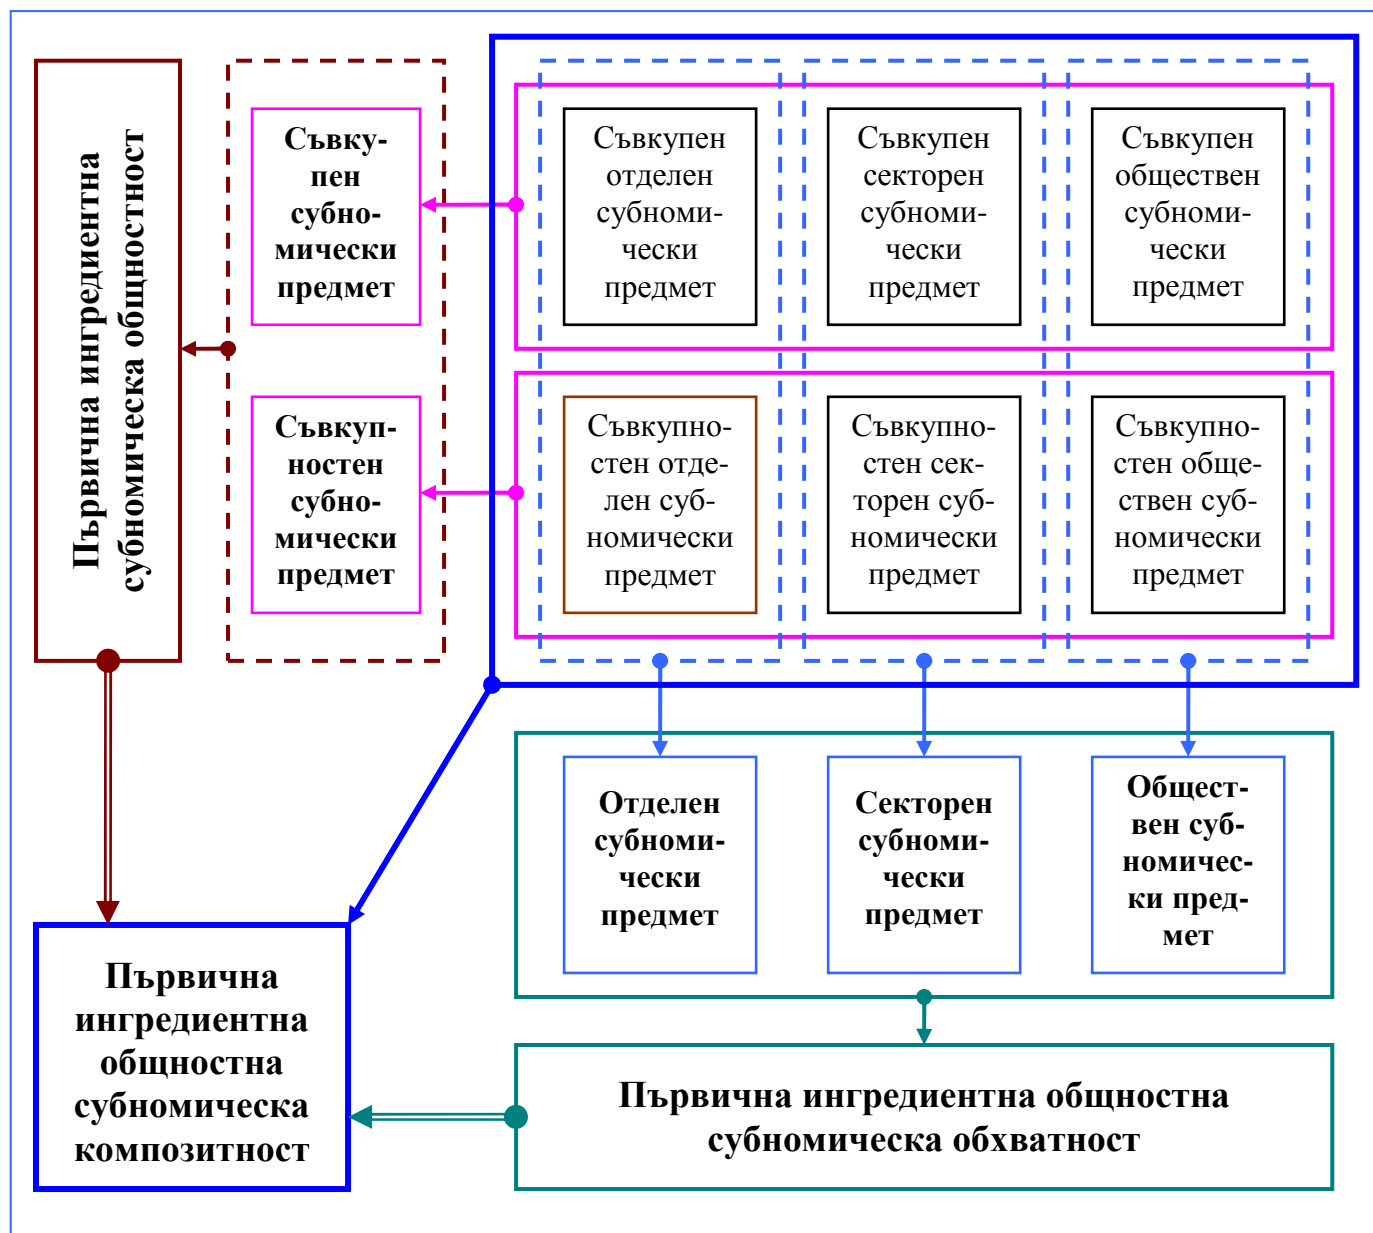 Първична ингредиентна
субномическа общностност
Съвку-
пен
субно-
мически
предмет
Съвкупен
отделен
субноми-
чески
предмет
Съвкупен
секторен
субноми-
чески
предмет
Съвкупен
обществен
субноми-
чески
предмет
Съвкуп-
ностен
субно-
мически
предмет
Съвкупно-
стен отде-
лен суб-
номически
предмет
Съвкупно-
стен сек-
торен суб-
номически
предмет
Съвкупно-
стен обще-
ствен суб-
номически
предмет
Отделен
субноми-
чески
предмет
Секторен
субноми-
чески
предмет
Общест-
вен суб-
номичес-
ки пред-
мет
Първична
ингредиентна
общностна
субномическа
композитност
Първична ингредиентна общностна
субномическа обхватност